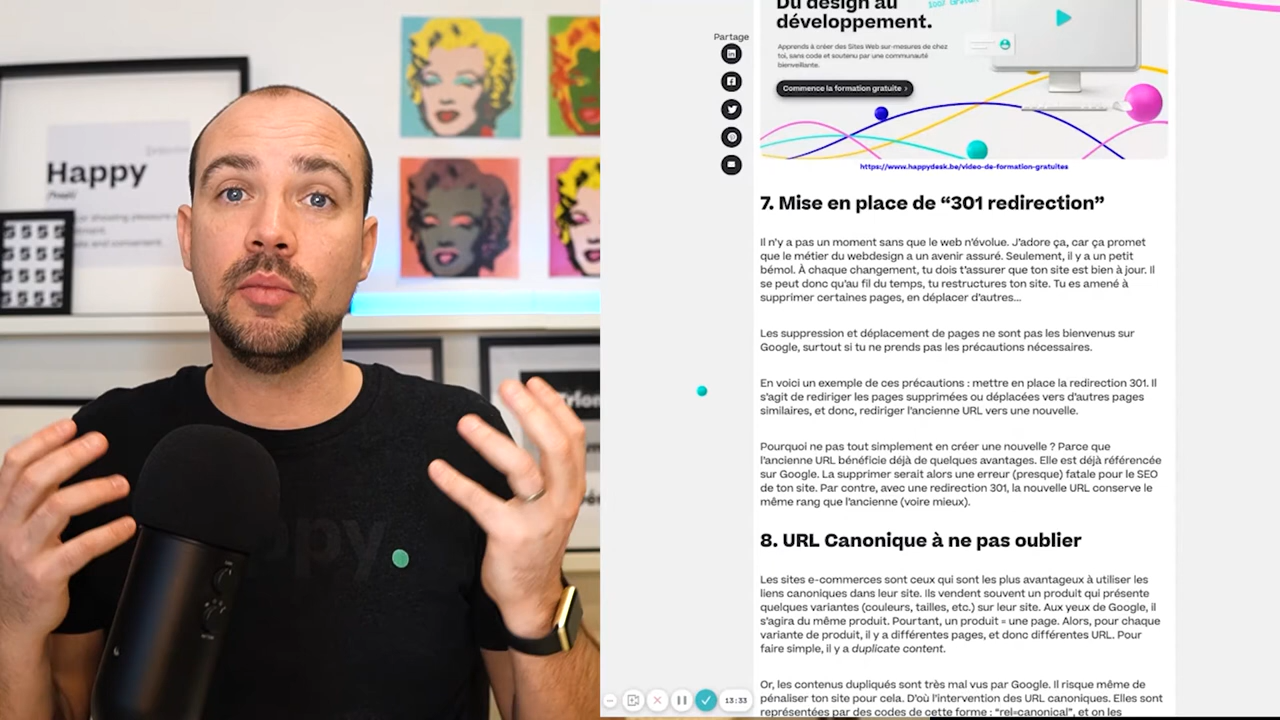 Happy
Du design au
développement.
100% Gratuit
Apprends à créer des Sites Web sur-mesures de chez
toi, sans code et soutenu par une communauté
bienveillante.
Commence la formation gratuite >
Partage
https://www.happydesk.be/video-de-formation-gratuites
7. Mise en place de “301 redirection”
Il n’y a pas un moment sans que le web n’évolue. J’adore ça, car ça promet
que le métier du webdesign a un avenir assuré. Seulement, il y a un petit
bémol. À chaque changement, tu dois t’assurer que ton site est bien à jour. Il
se peut donc qu’au fil du temps, tu restructures ton site. Tu es amené à
supprimer certaines pages, en déplacer d’autres…
Les suppression et déplacement de pages ne sont pas les bienvenus sur
Google, surtout si tu ne prends pas les précautions nécessaires.
En voici un exemple de ces précautions : mettre en place la redirection 301. Il
s’agit de rediriger les pages supprimées ou déplacées vers d’autres pages
similaires, et donc, rediriger l’ancienne URL vers une nouvelle.
Pourquoi ne pas tout simplement en créer une nouvelle ? Parce que
l’ancienne URL bénéficie déjà de quelques avantages. Elle est déjà référencée
sur Google. La supprimer serait alors une erreur (presque) fatale pour le SEO
de ton site. Par contre, avec une redirection 301, la nouvelle URL conserve le
même rang que l’ancienne (voire mieux).
8. URL Canonique à ne pas oublier
Les sites e-commerces sont ceux qui sont les plus avantageux à utiliser les
liens canoniques dans leur site. Ils vendent souvent un produit qui présente
quelques variantes (couleurs, tailles, etc.) sur leur site. Aux yeux de Google, il
s’agira du même produit. Pourtant, un produit = une page. Alors, pour chaque
variante de produit, il y a différentes pages, et donc différentes URL. Pour
faire simple, il y a duplicate content.
Or, les contenus dupliqués sont très mal vus par Google. Il risque même de
pénaliser ton site pour cela. D’où l’intervention des URL canoniques. Elles sont
représentées par des codes de cette forme : “rel=canonical”, et on les
13:33